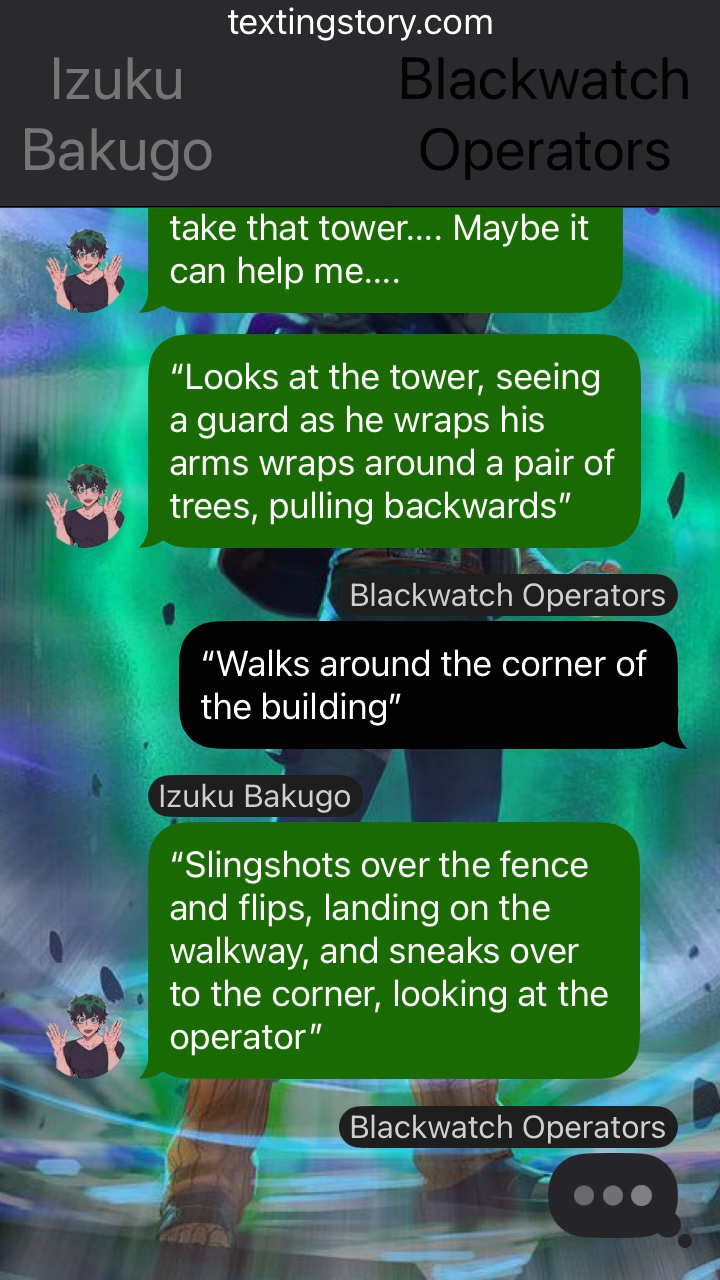 textingstory.com
Izuku Blackwatch
Bakugo Operators
take that tower.... Maybe it
can help me....
“Looks at the tower, seeing
a guard as he wraps his
arms wraps around a pair of
trees, pulling backwards”
Blackwatch Operators
“Walks around the corner of
the building”
Izuku Bakugo
“Slingshots over the fence
and flips, landing on the
walkway, and sneaks over
to the corner, looking at the
operator”
Blackwatch Operators